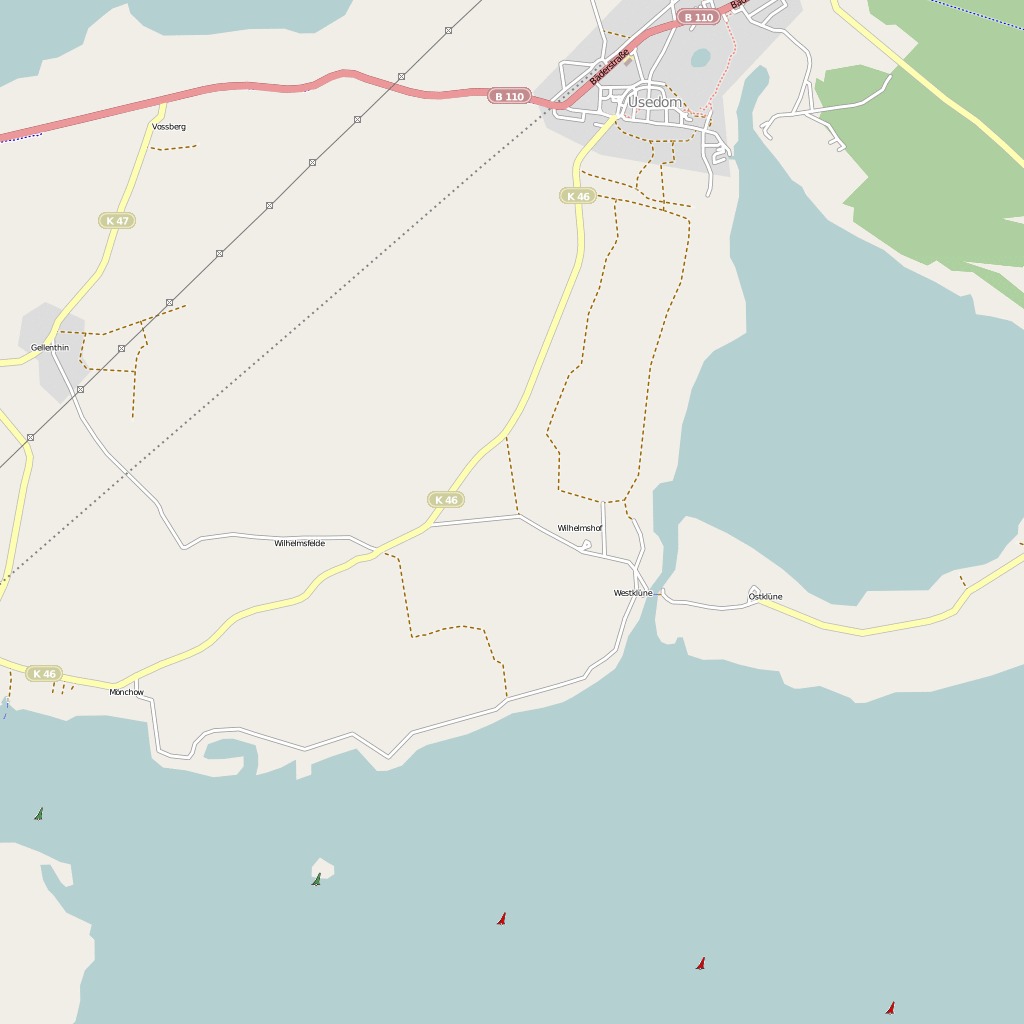 B 110
Bäderstraße
B 110
Usedom
Vossberg
K 46
K 47
Gellenthin
K 46
Wilhelmshof
Wilhelmsfelde
Westklüne
Ostklüne
K 46
Mönchow